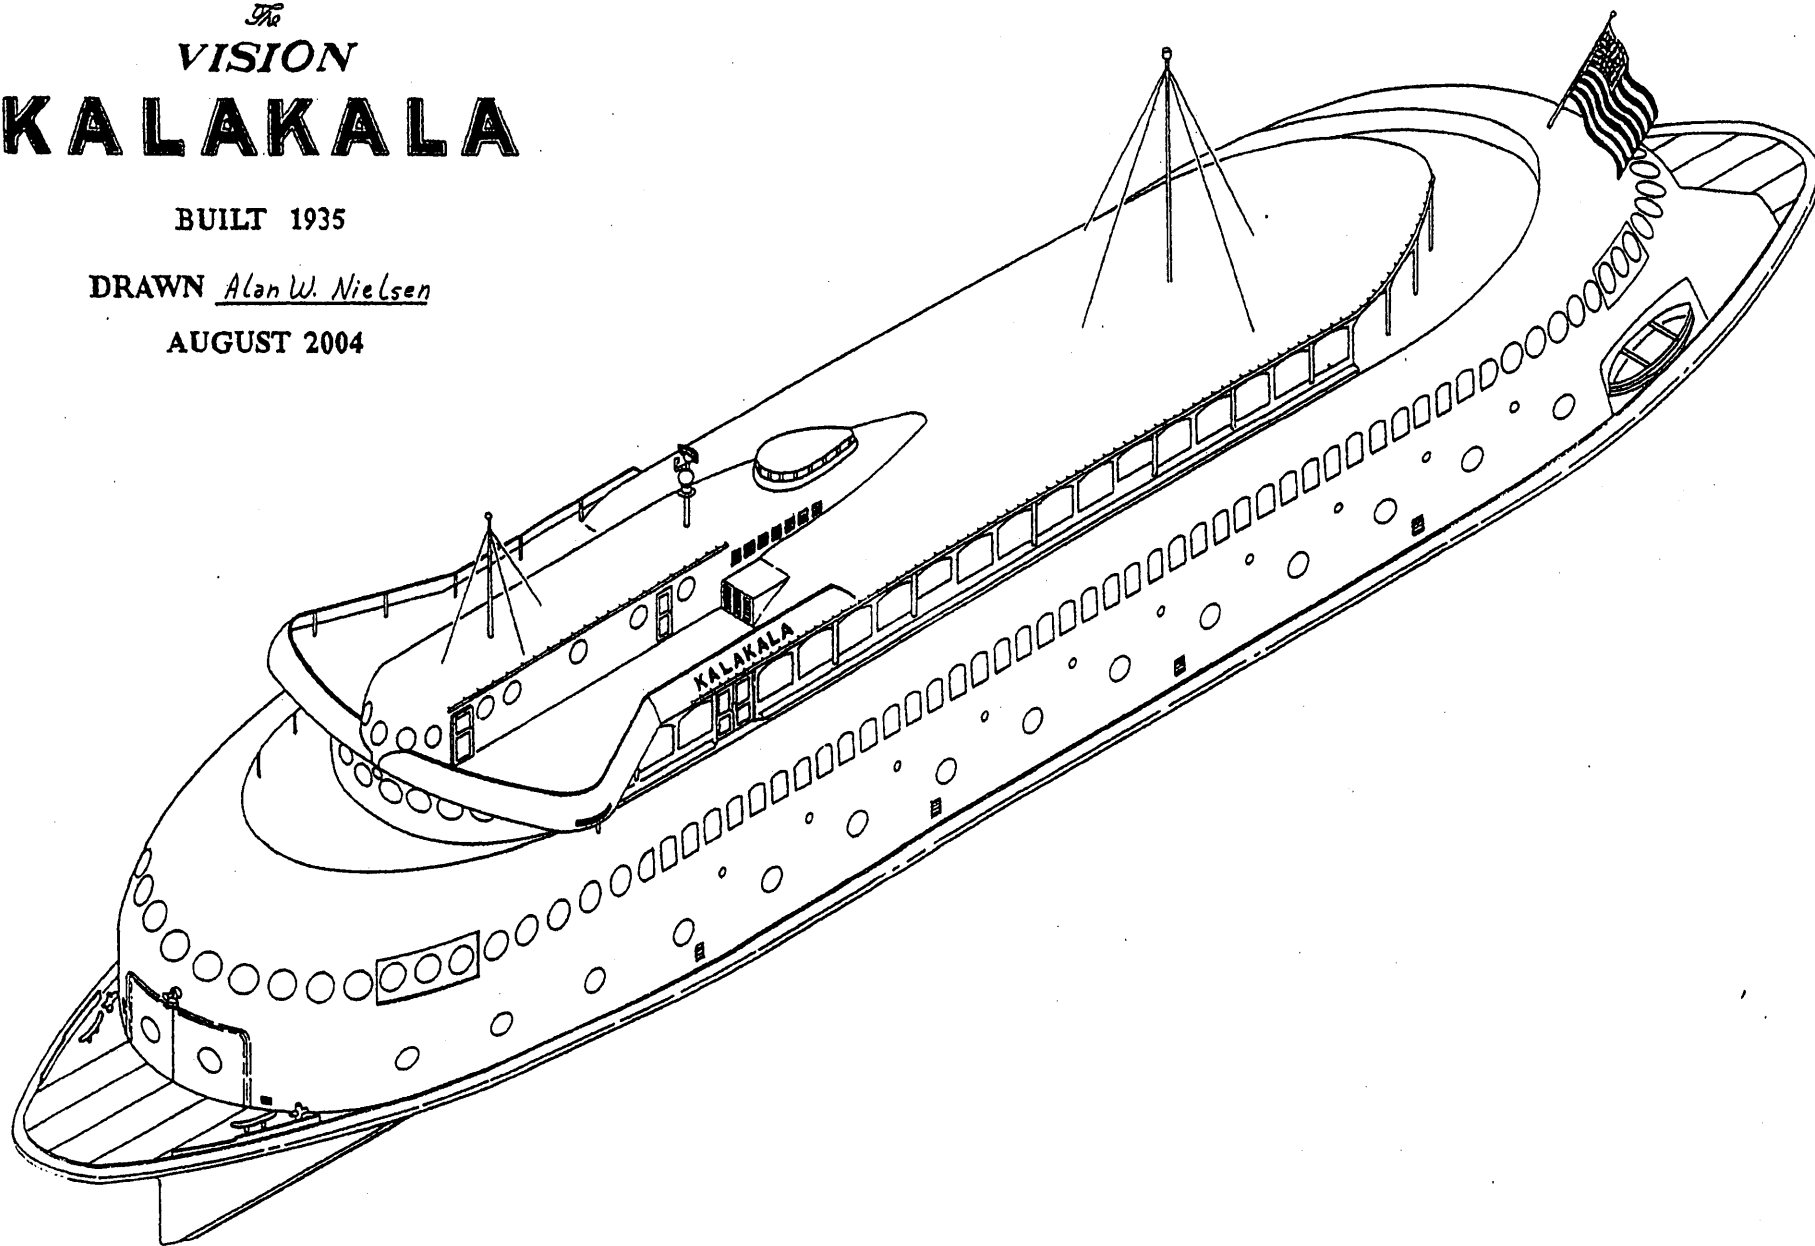 The
VISION
KALAKALA
BUILT 1935
DRAWN Alan W. Nielsen
AUGUST 2004
KALAKALA